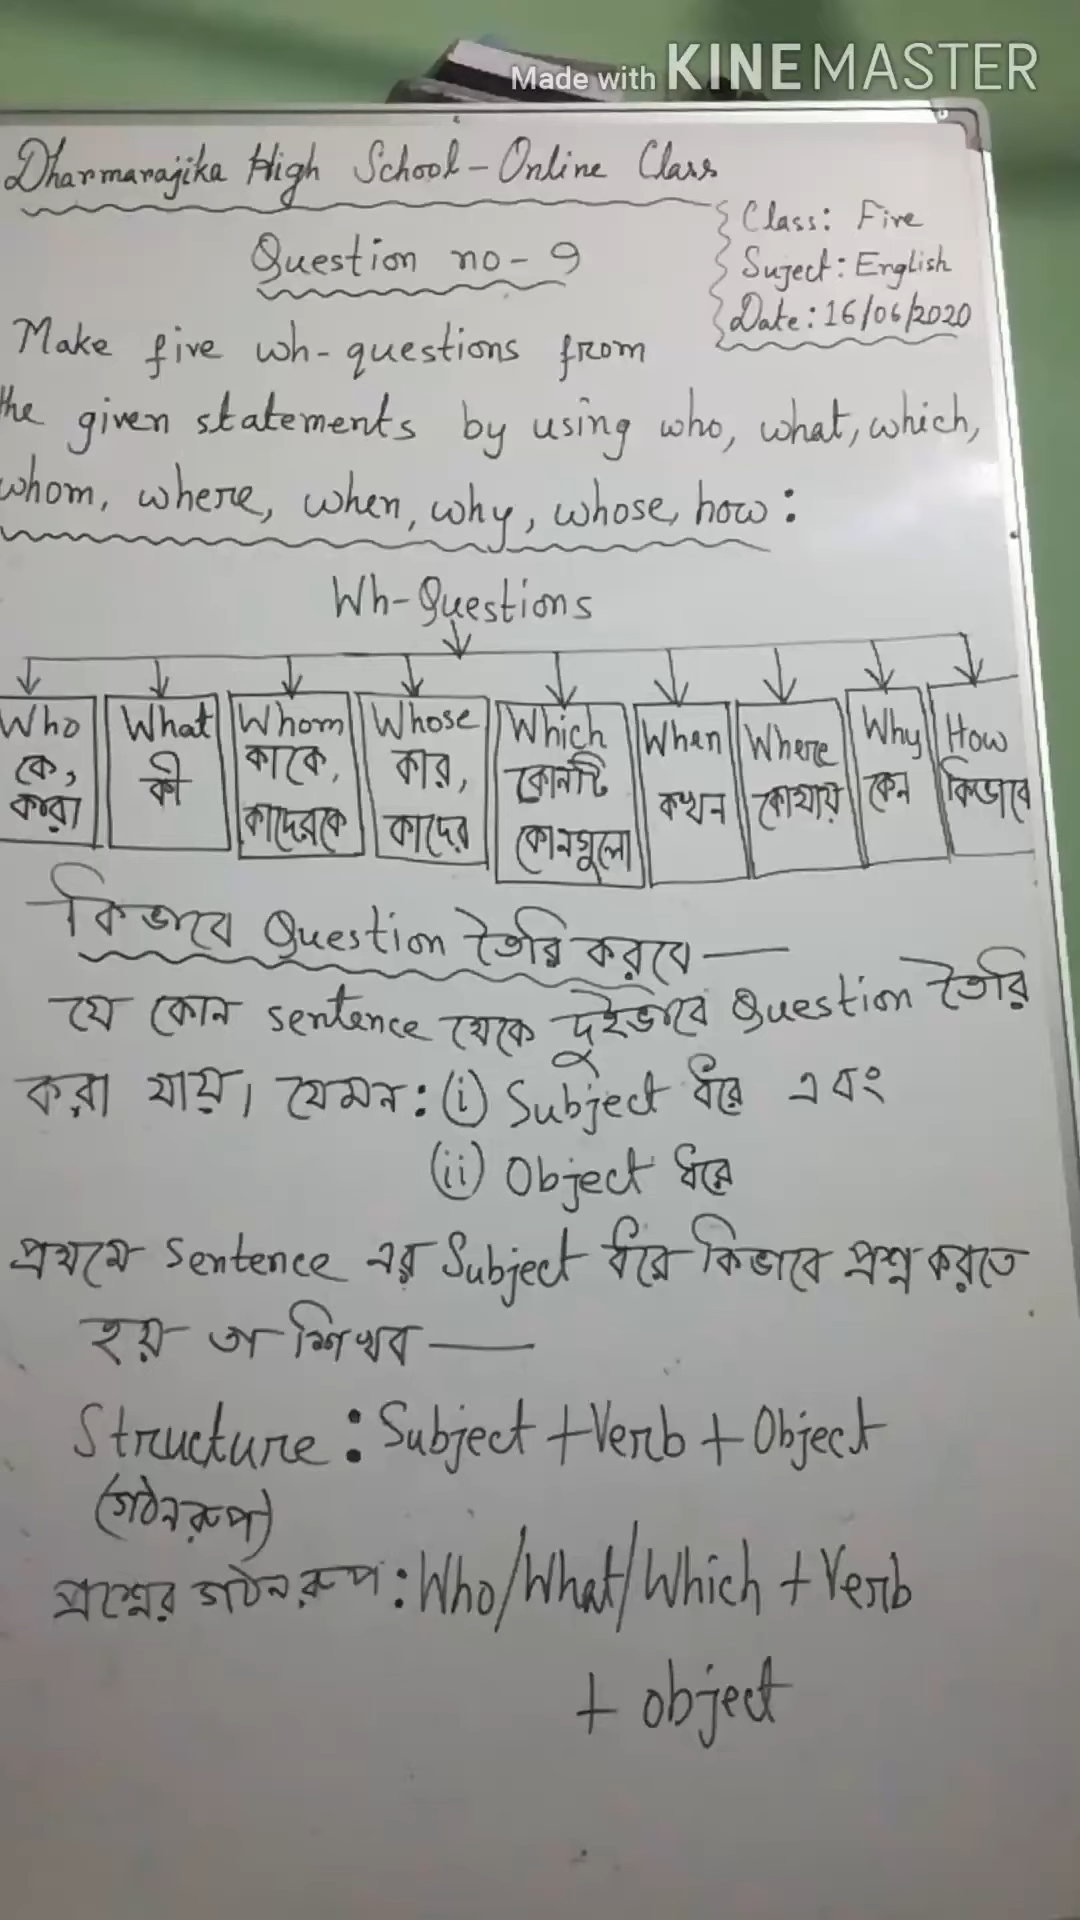 Made with KINEMASTER
Dharmarajika High School - Online Class
Class: Five
Suject: English
Date: 16/06/2020
Question no - 9
Make five wh-questions from
the given statements by using who, what, which,
whom, where, when, why, whose, how:
Wh-Questions
Who What Whom Whose Which When Where Why How
কে, কী কাকে, কার, কোনটি কখন কোথায় কেন কিভাবে
কারা কাদেরকে কাদের কোনগুলো
কিভাবে Question তৈরি করবে —
যে কোন sentence থেকে দুইভাবে Question তৈরি
করা যায়। যেমন: (i) Subject ধরে এবং
(ii) Object ধরে
প্রথমে sentence এর Subject ধরে কিভাবে প্রশ্ন করতে
হয় তা শিখব —
Structure: Subject + Verb + Object
(গঠনরুপ)
প্রশ্নের গঠনরুপ: Who/What/Which + Verb
+ object